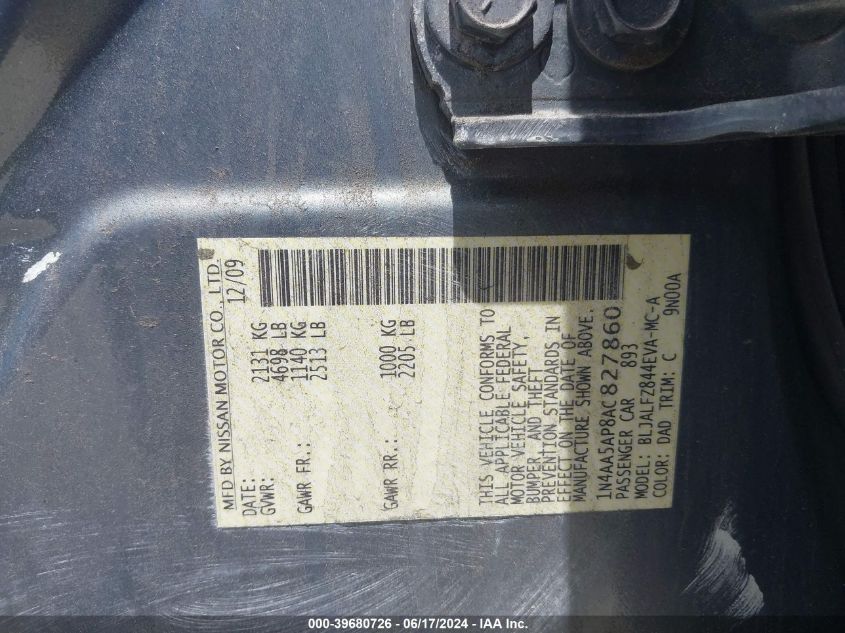 MFD BY NISSAN MOTOR CO., LTD.
DATE: 12/09
GVWR: 2131 KG
4698 LB
GAWR FR.: 1140 KG
2513 LB
GAWR RR.: 1000 KG
2205 LB
THIS VEHICLE CONFORMS TO
ALL APPLICABLE FEDERAL
MOTOR VEHICLE SAFETY,
BUMPER, AND THEFT
PREVENTION STANDARDS IN
EFFECT ON THE DATE OF
MANUFACTURE SHOWN ABOVE.
1N4AA5AP8AC827860
PASSENGER CAR 893
MODEL: BLJALFZ844EVA-MC-A
COLOR: DAD TRIM: C 9N00A
000-39680726 - 06/17/2024 - IAA Inc.